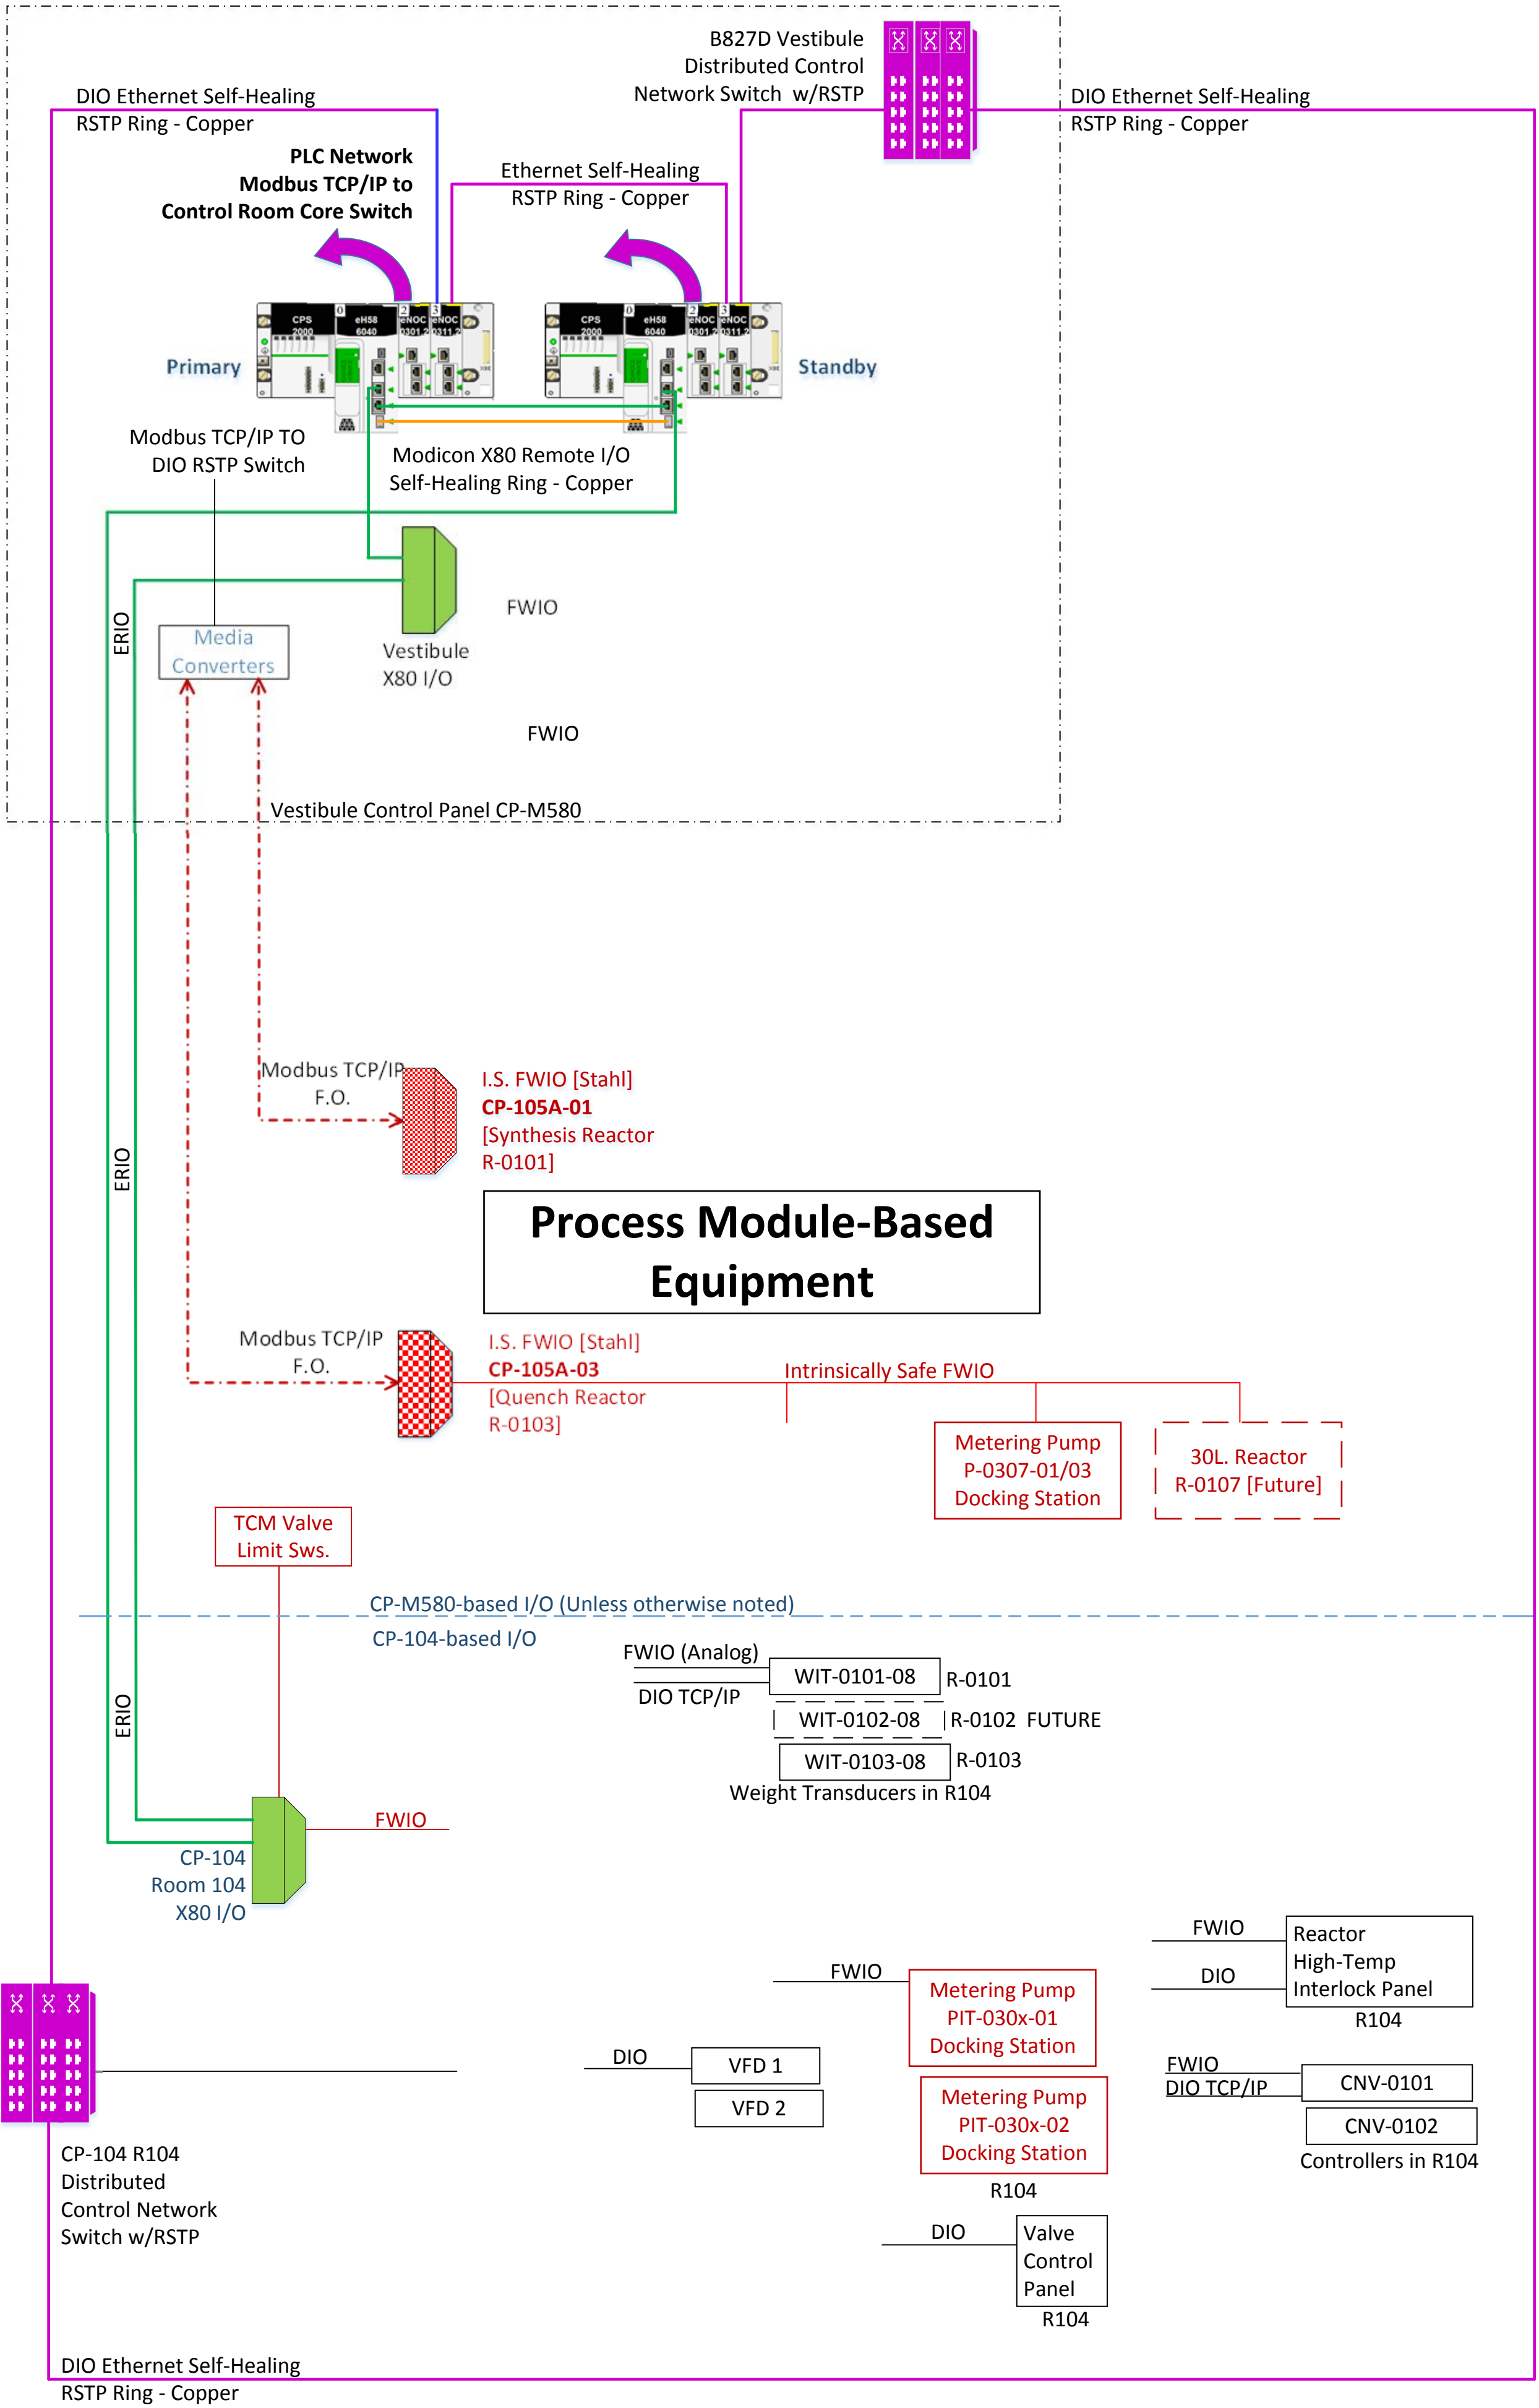 B827D Vestibule
Distributed Control
Network Switch w/RSTP
DIO Ethernet Self-Healing
RSTP Ring - Copper
DIO Ethernet Self-Healing
RSTP Ring - Copper
PLC Network
Modbus TCP/IP to
Control Room Core Switch
Ethernet Self-Healing
RSTP Ring - Copper
CPS
2000
0
eH58
6040
2
eNOC
0301.2
3
eNOC
0311.2
CPS
2000
0
eH58
6040
2
eNOC
0301.2
3
eNOC
0311.2
Primary
Standby
Modbus TCP/IP TO
DIO RSTP Switch
Modicon X80 Remote I/O
Self-Healing Ring - Copper
ERIO
Media
Converters
FWIO
Vestibule
X80 I/O
FWIO
Vestibule Control Panel CP-M580
Modbus TCP/IP
F.O.
I.S. FWIO [Stahl]
CP-105A-01
[Synthesis Reactor
R-0101]
ERIO
Process Module-Based
Equipment
Modbus TCP/IP
F.O.
I.S. FWIO [Stahl]
CP-105A-03
[Quench Reactor
R-0103]
Intrinsically Safe FWIO
Metering Pump
P-0307-01/03
Docking Station
30L. Reactor
R-0107 [Future]
TCM Valve
Limit Sws.
CP-M580-based I/O (Unless otherwise noted)
CP-104-based I/O
FWIO (Analog)
DIO TCP/IP
WIT-0101-08
R-0101
WIT-0102-08
R-0102 FUTURE
WIT-0103-08
R-0103
Weight Transducers in R104
ERIO
FWIO
CP-104
Room 104
X80 I/O
FWIO
DIO
Reactor
High-Temp
Interlock Panel
R104
FWIO
Metering Pump
PIT-030x-01
Docking Station
DIO
VFD 1
VFD 2
Metering Pump
PIT-030x-02
Docking Station
R104
FWIO
DIO TCP/IP
CNV-0101
CNV-0102
Controllers in R104
CP-104 R104
Distributed
Control Network
Switch w/RSTP
DIO
Valve
Control
Panel
R104
DIO Ethernet Self-Healing
RSTP Ring - Copper